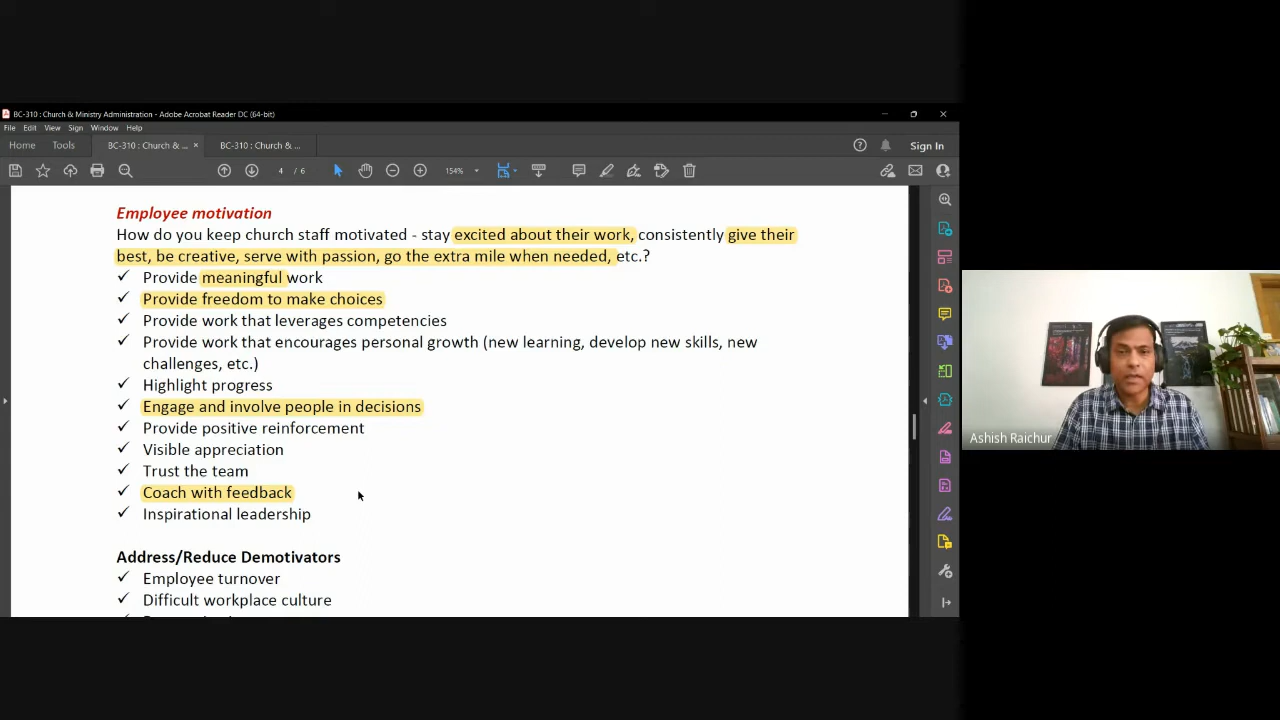 BC-310 : Church & Ministry Administration - Adobe Acrobat Reader DC (64-bit)
File Edit View Sign Window Help
Home Tools BC-310 : Church & ... × BC-310 : Church & ... Sign In
4 / 6 154%
Employee motivation
How do you keep church staff motivated - stay excited about their work, consistently give their
best, be creative, serve with passion, go the extra mile when needed, etc.?
✓ Provide meaningful work
✓ Provide freedom to make choices
✓ Provide work that leverages competencies
✓ Provide work that encourages personal growth (new learning, develop new skills, new
challenges, etc.)
✓ Highlight progress
✓ Engage and involve people in decisions
✓ Provide positive reinforcement
✓ Visible appreciation
✓ Trust the team
✓ Coach with feedback
✓ Inspirational leadership
Address/Reduce Demotivators
✓ Employee turnover
✓ Difficult workplace culture
Ashish Raichur